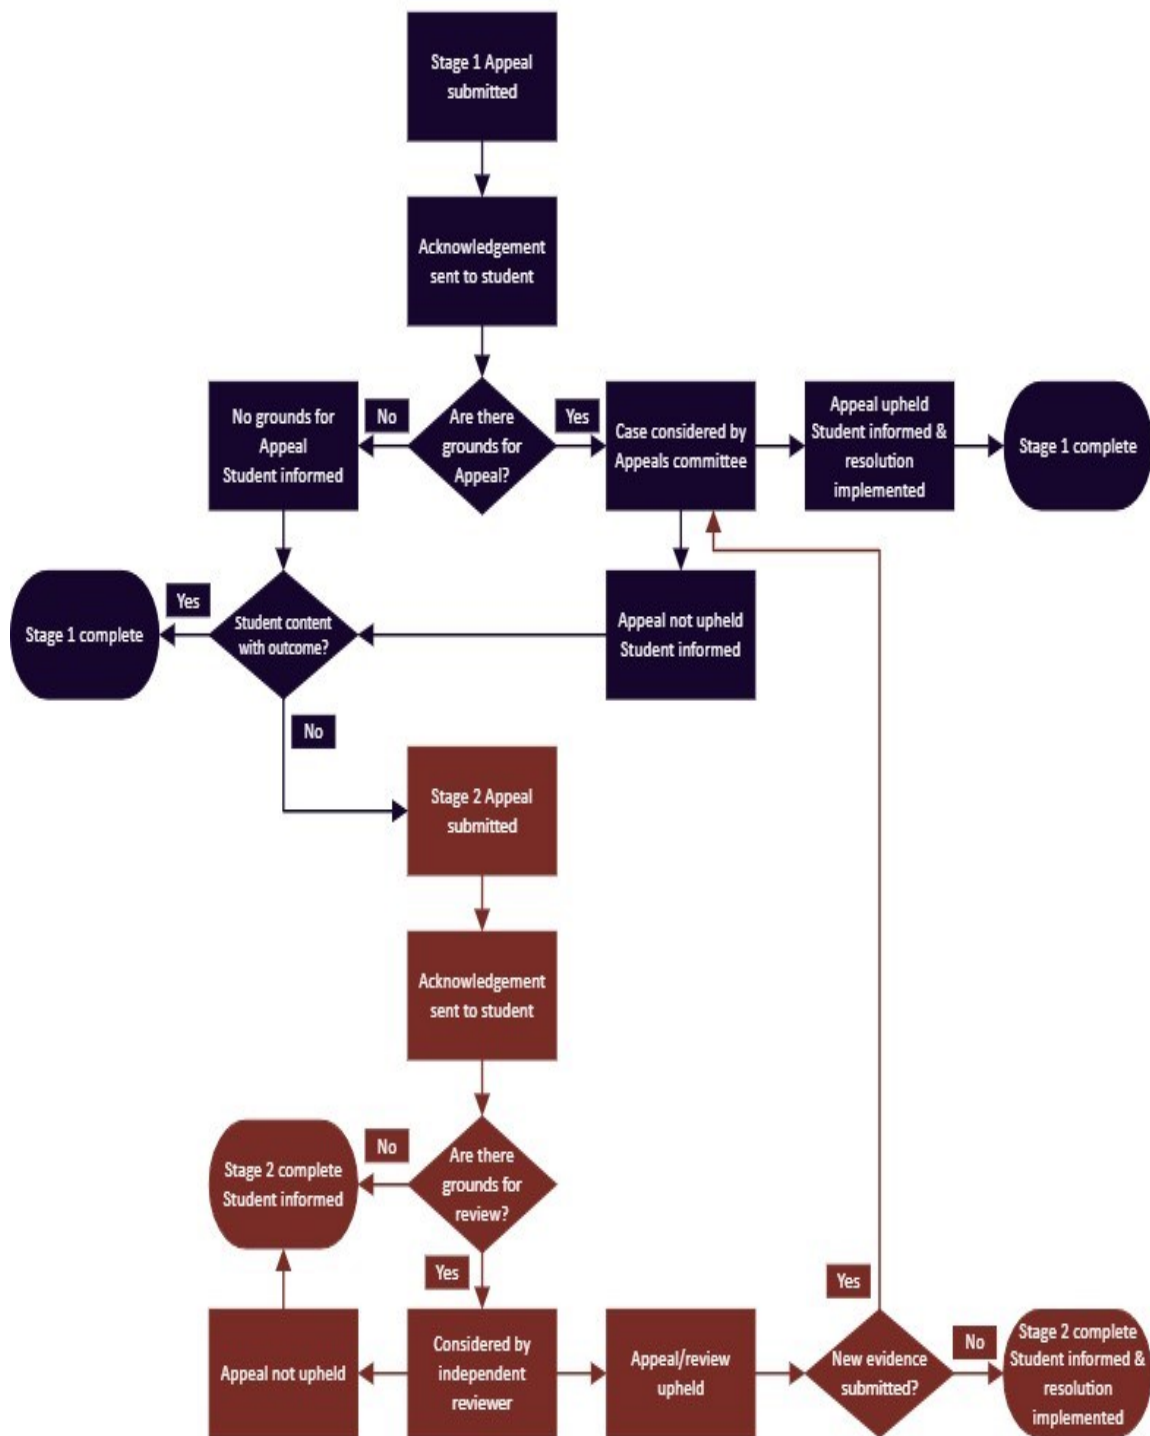 Stage 1 Appeal
submitted
Acknowledgement
sent to student
No grounds for
Appeal
Student informed
No
Are there
grounds for
Appeal?
Yes
Case considered by
Appeals committee
Appeal upheld
Student informed &
resolution
implemented
Stage 1 complete
Stage 1 complete
Yes
Student content
with outcome?
Appeal not upheld
Student informed
No
Stage 2 Appeal
submitted
Acknowledgement
sent to student
Stage 2 complete
Student informed
No
Are there
grounds for
review?
Yes
Appeal not upheld
Considered by
independent
reviewer
Appeal/review
upheld
Yes
New evidence
submitted?
No
Stage 2 complete
Student informed &
resolution
implemented